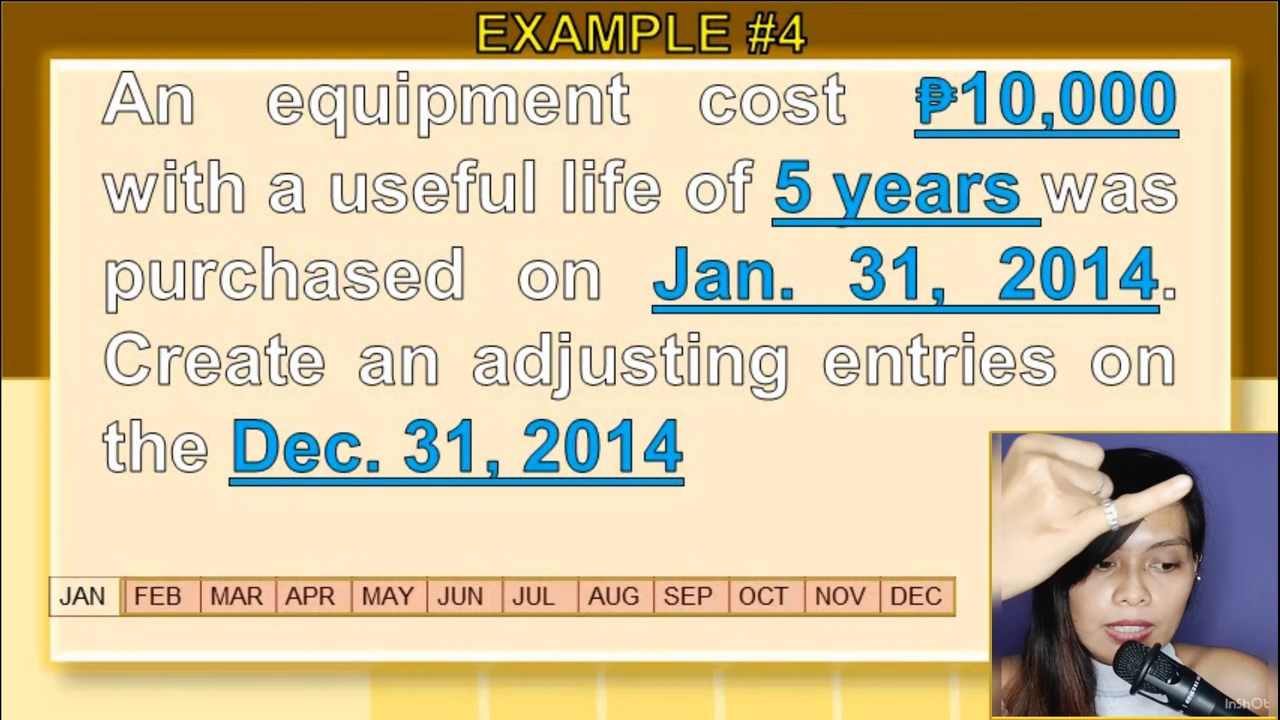 EXAMPLE #4
An equipment cost ₱10,000
with a useful life of 5 years was
purchased on Jan. 31, 2014.
Create an adjusting entries on
the Dec. 31, 2014
JAN FEB MAR APR MAY JUN JUL AUG SEP OCT NOV DEC
InShOt